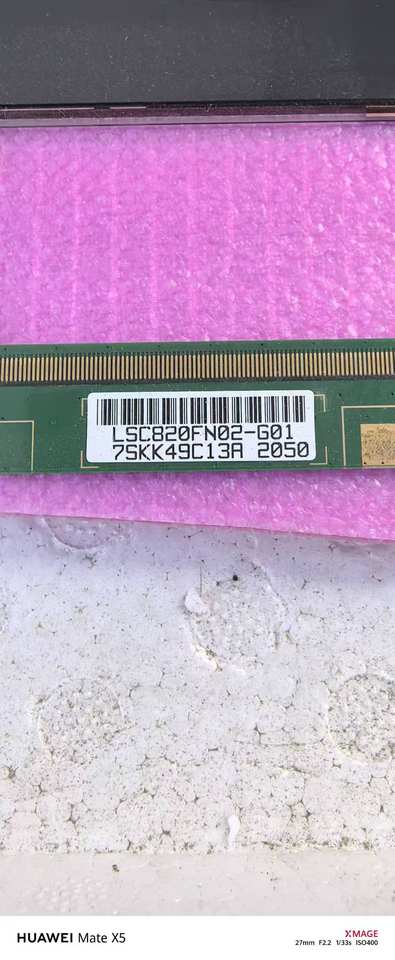 LSC820FN02-G01
7SKK49C13A 2050
HUAWEI Mate X5
XMAGE
27mm F2.2 1/33s ISO400